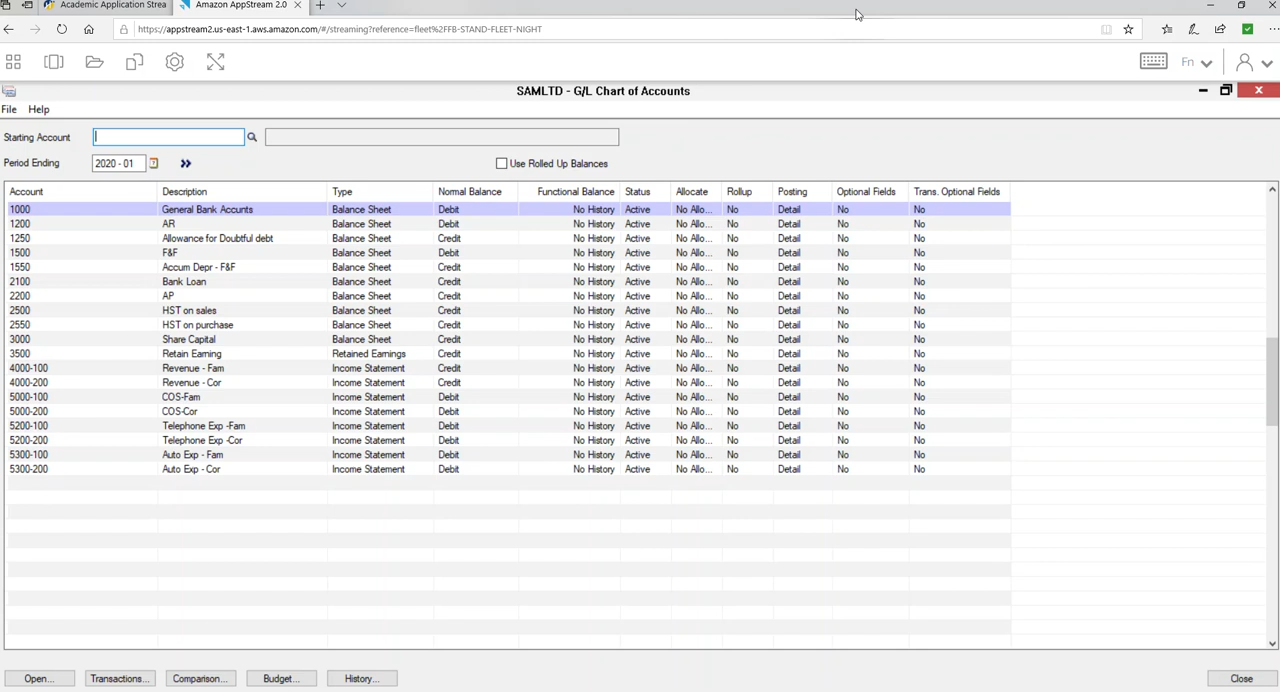 Academic Application Strea
Amazon AppStream 2.0
https://appstream2.us-east-1.aws.amazon.com/#/streaming?reference=fleet%2FFB-STAND-FLEET-NIGHT
Fn
SAMLTD - G/L Chart of Accounts
File Help
Starting Account
Period Ending 2020 - 01 Use Rolled Up Balances
Account Description Type Normal Balance Functional Balance Status Allocate Rollup Posting Optional Fields Trans. Optional Fields
1000 General Bank Accunts Balance Sheet Debit No History Active No Allo... No Detail No No
1200 AR Balance Sheet Debit No History Active No Allo... No Detail No No
1250 Allowance for Doubtful debt Balance Sheet Credit No History Active No Allo... No Detail No No
1500 F&F Balance Sheet Debit No History Active No Allo... No Detail No No
1550 Accum Depr - F&F Balance Sheet Credit No History Active No Allo... No Detail No No
2100 Bank Loan Balance Sheet Credit No History Active No Allo... No Detail No No
2200 AP Balance Sheet Credit No History Active No Allo... No Detail No No
2500 HST on sales Balance Sheet Credit No History Active No Allo... No Detail No No
2550 HST on purchase Balance Sheet Credit No History Active No Allo... No Detail No No
3000 Share Capital Balance Sheet Credit No History Active No Allo... No Detail No No
3500 Retain Earning Retained Earnings Credit No History Active No Allo... No Detail No No
4000-100 Revenue - Fam Income Statement Credit No History Active No Allo... No Detail No No
4000-200 Revenue - Cor Income Statement Credit No History Active No Allo... No Detail No No
5000-100 COS-Fam Income Statement Debit No History Active No Allo... No Detail No No
5000-200 COS-Cor Income Statement Debit No History Active No Allo... No Detail No No
5200-100 Telephone Exp -Fam Income Statement Debit No History Active No Allo... No Detail No No
5200-200 Telephone Exp -Cor Income Statement Debit No History Active No Allo... No Detail No No
5300-100 Auto Exp - Fam Income Statement Debit No History Active No Allo... No Detail No No
5300-200 Auto Exp - Cor Income Statement Debit No History Active No Allo... No Detail No No
Open... Transactions... Comparison... Budget... History... Close